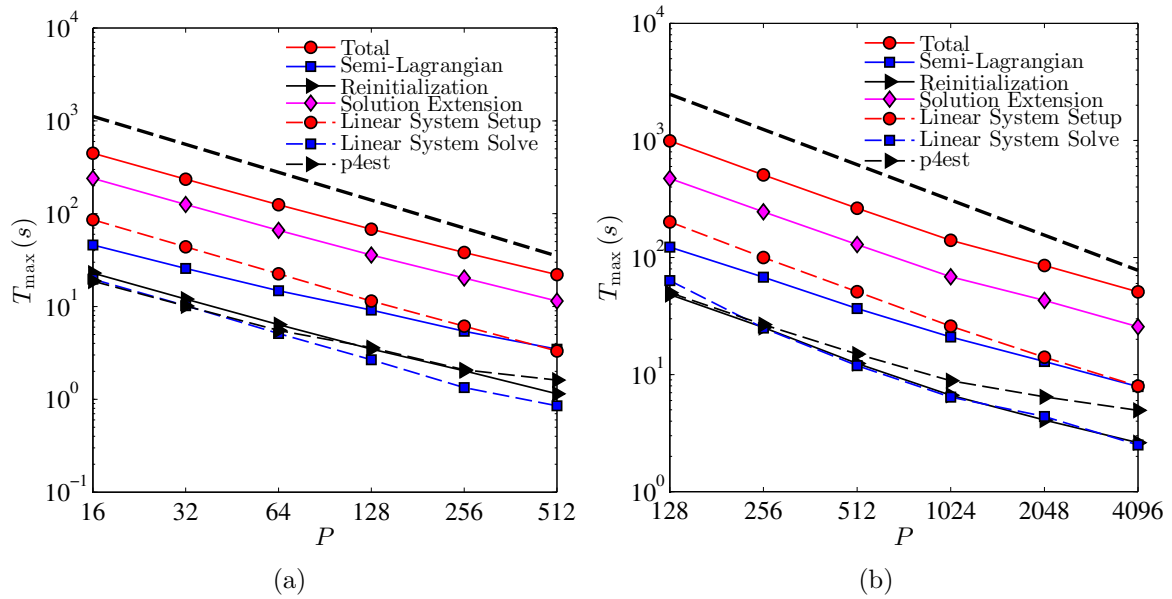 10^4
10^3
10^2
10^1
10^0
10^{-1}
T_max (s)
16 32 64 128 256 512
P
Total
Semi-Lagrangian
Reinitialization
Solution Extension
Linear System Setup
Linear System Solve
p4est
(a)
10^4
10^3
10^2
10^1
10^0
T_max (s)
128 256 512 1024 2048 4096
P
Total
Semi-Lagrangian
Reinitialization
Solution Extension
Linear System Setup
Linear System Solve
p4est
(b)